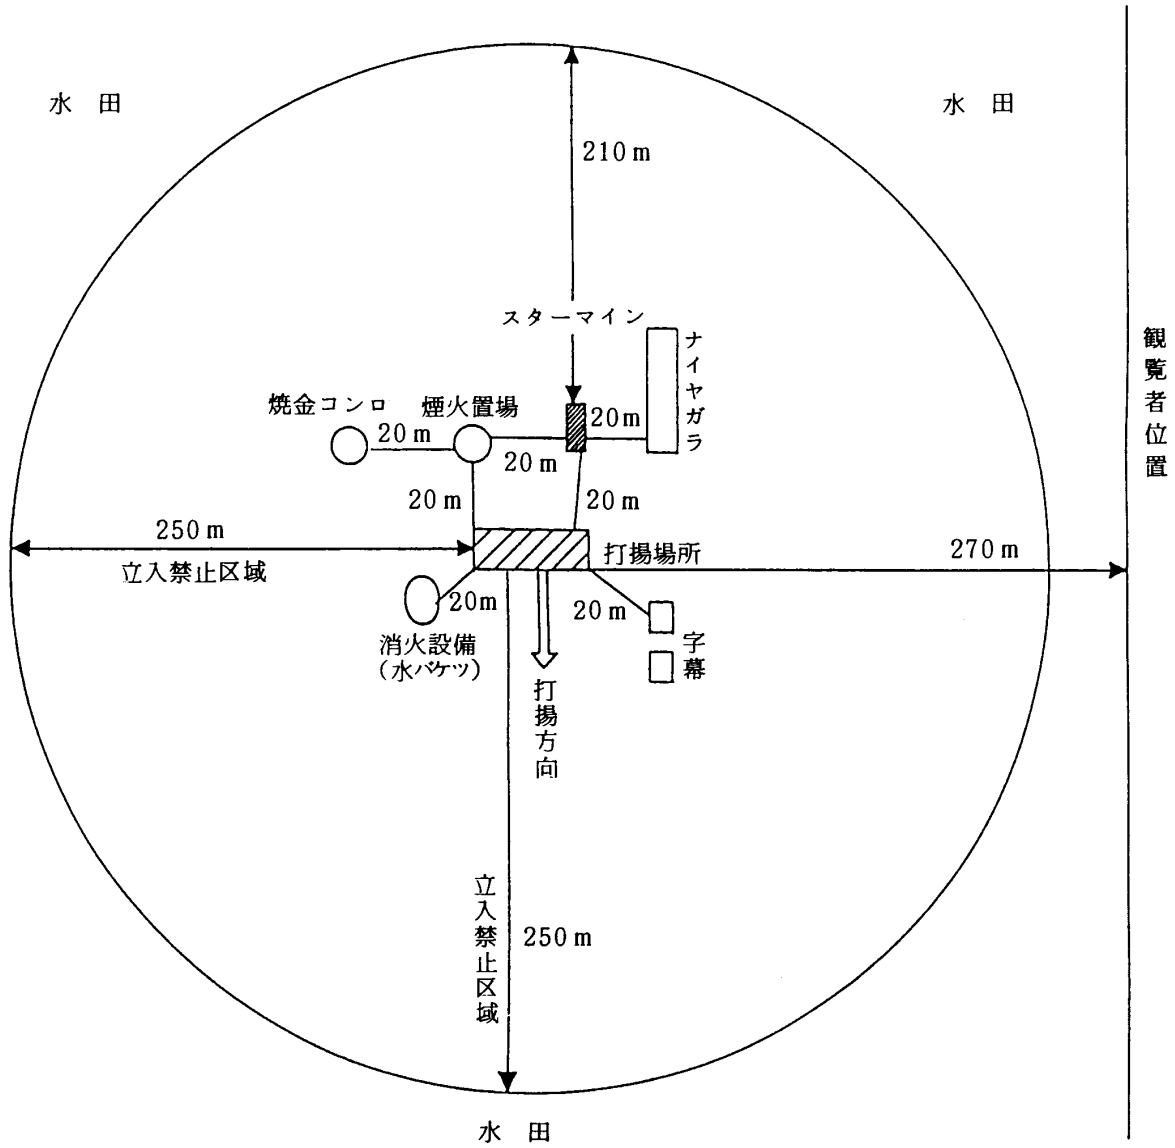 水田
水田
210m
スターマイン
ナイヤガラ
観覧者位置
焼金コンロ
煙火置場
20m
20m
20m
20m
20m
250m
立入禁止区域
打揚場所
270m
20m
20m
消火設備
(水バケツ)
字幕
打揚方向
立入禁止区域
250m
水田